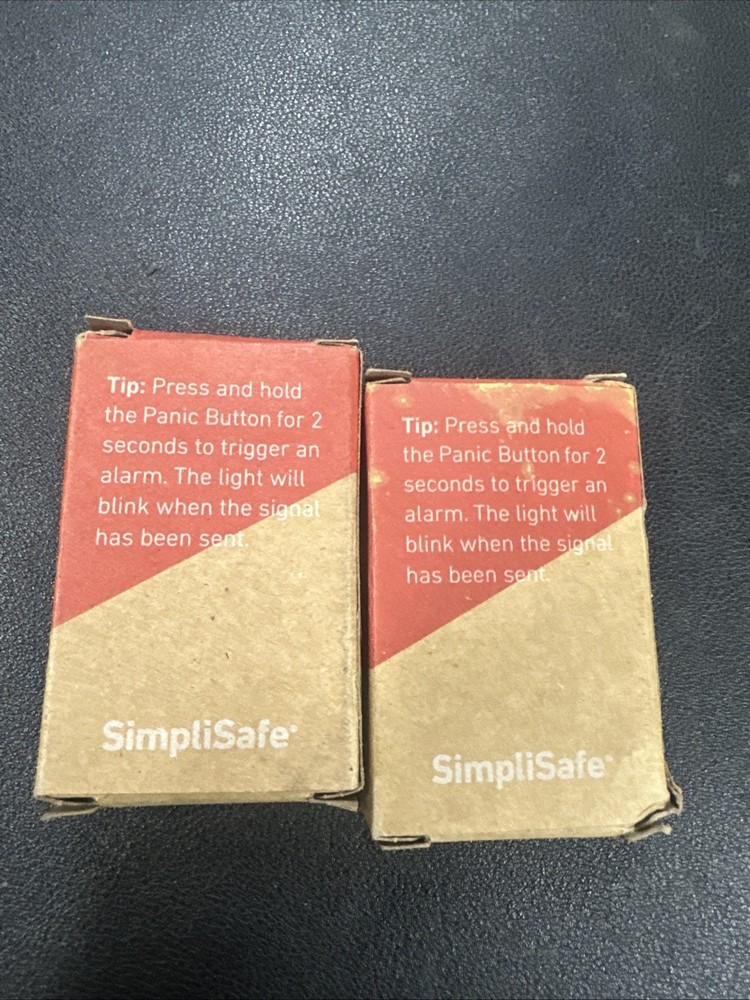 Tip: Press and hold
the Panic Button for 2
seconds to trigger an
alarm. The light will
blink when the signal
has been sent.
SimpliSafe®
Tip: Press and hold
the Panic Button for 2
seconds to trigger an
alarm. The light will
blink when the signal
has been sent.
SimpliSafe®